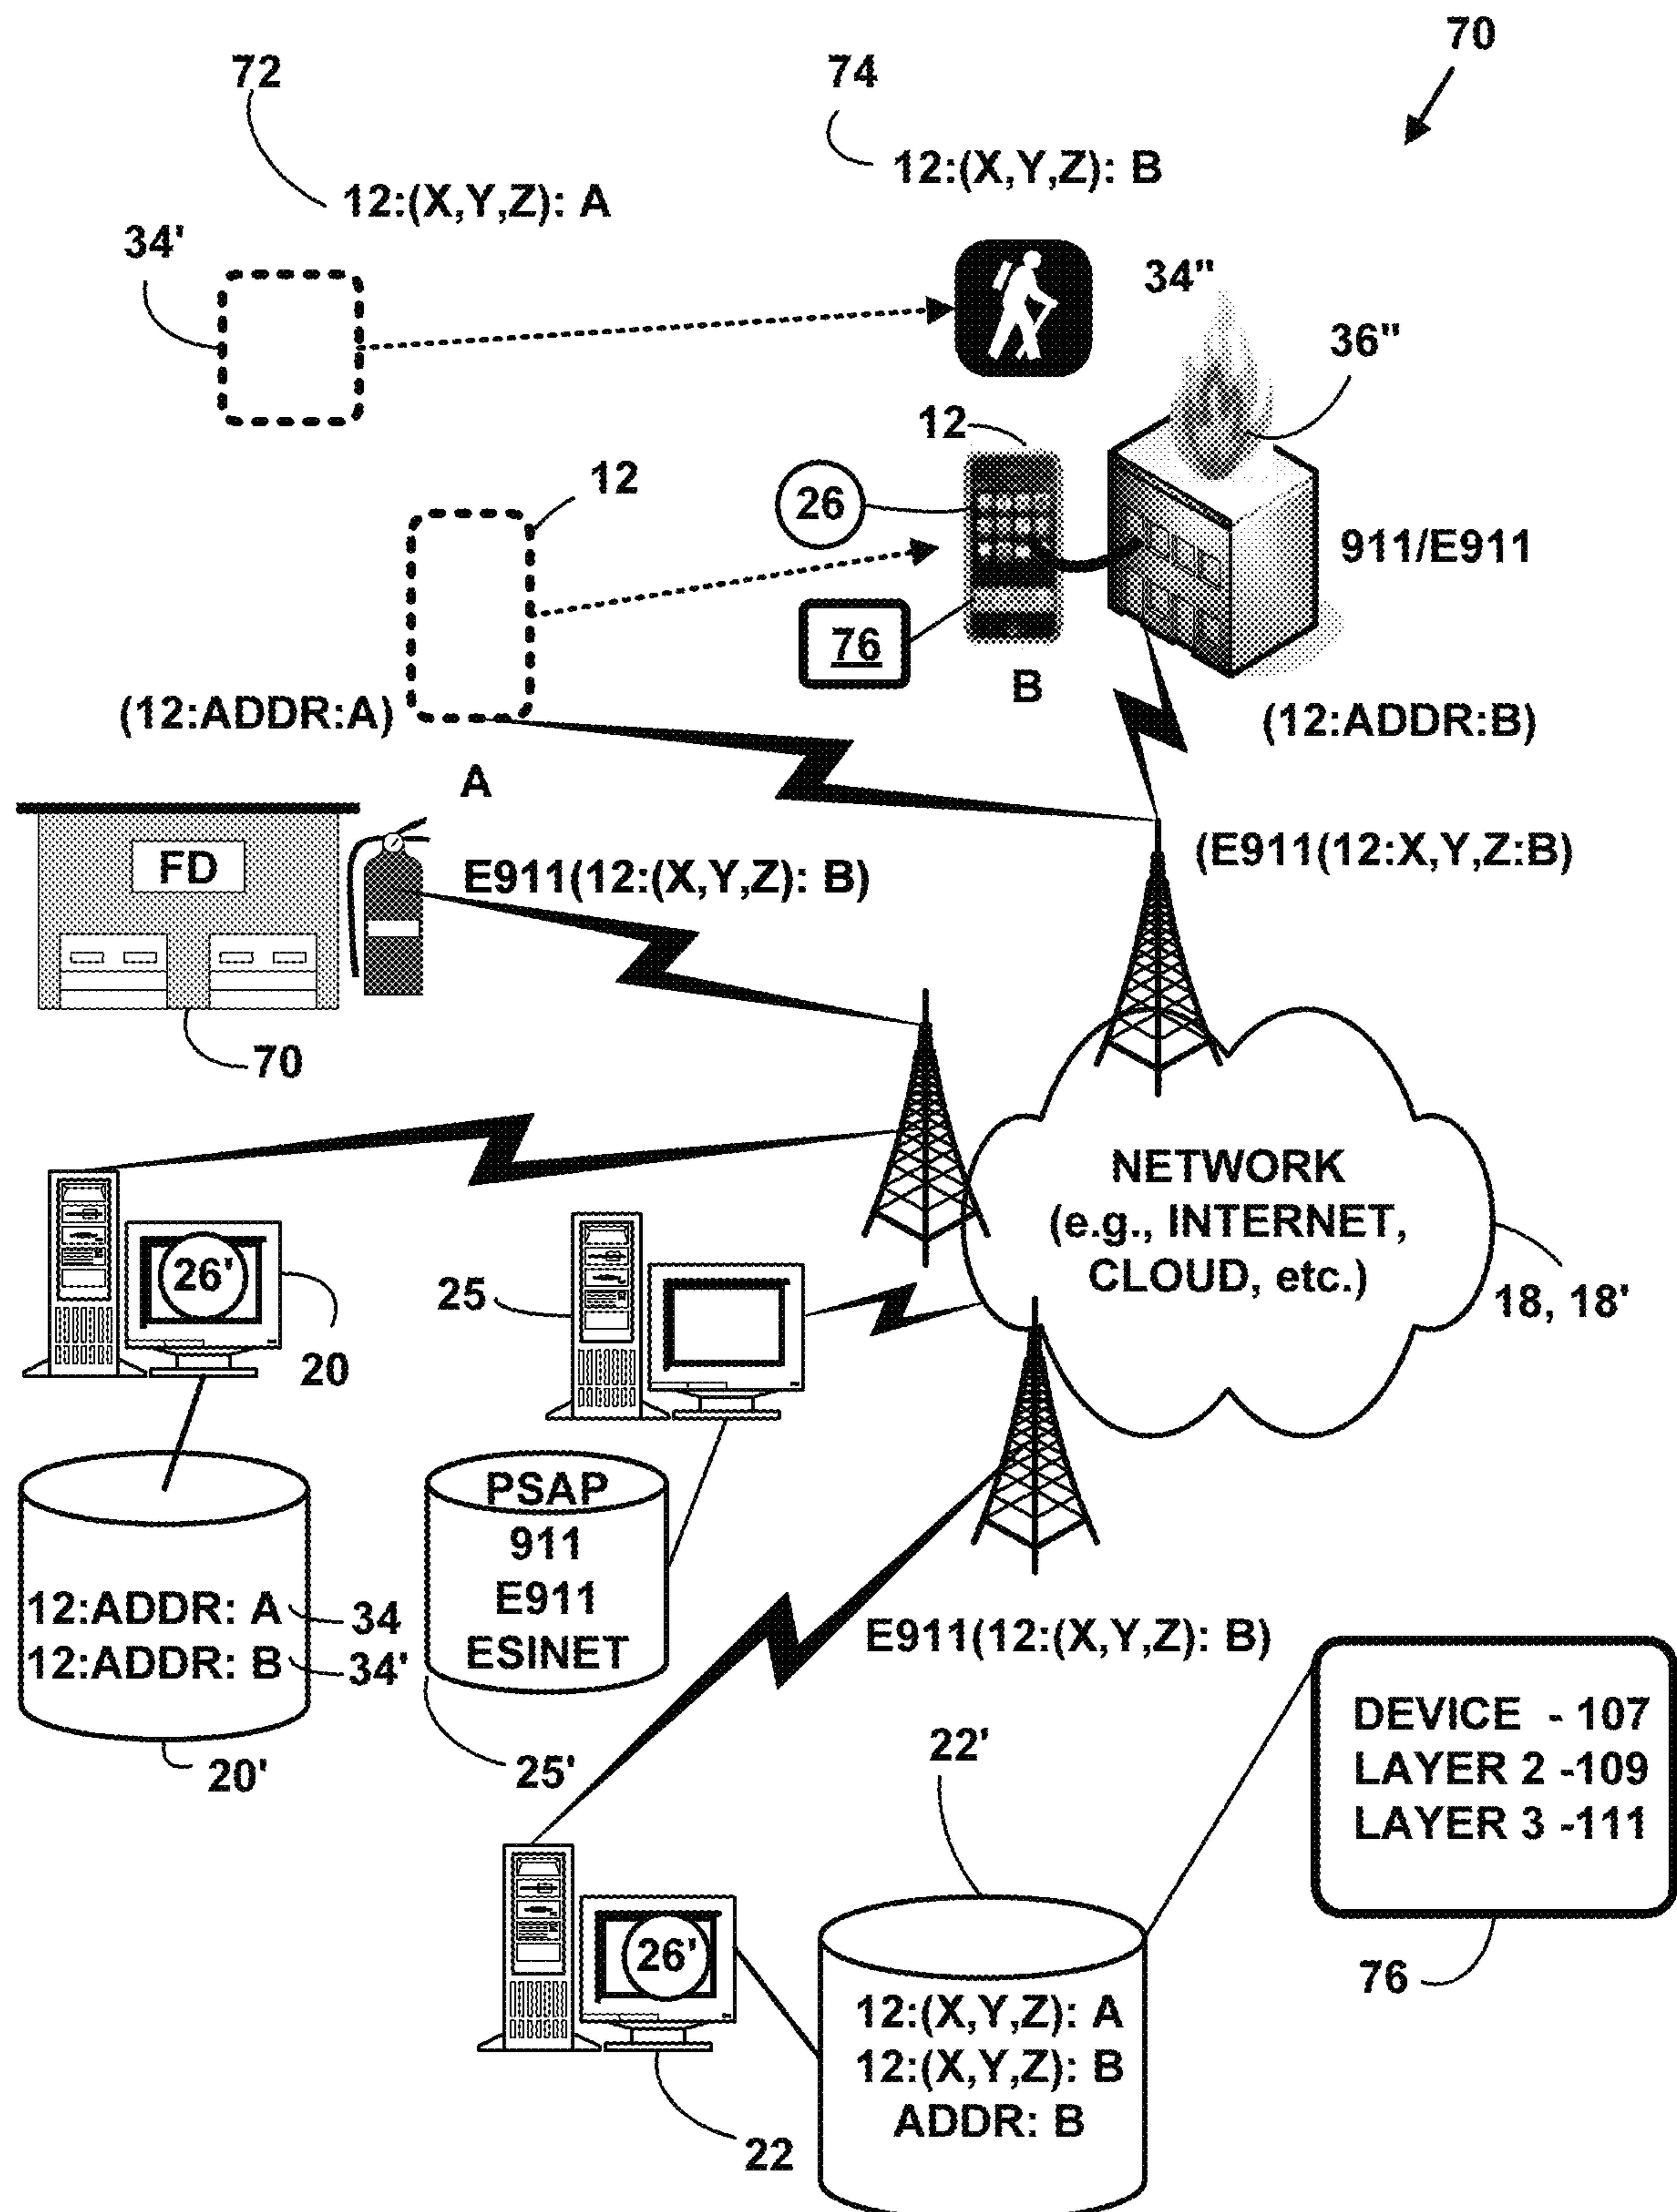 70
72
74
12:(X,Y,Z): A
12:(X,Y,Z): B
34'
34"
36"
12
12
26
911/E911
76
B
(12:ADDR:A)
(12:ADDR:B)
A
FD
E911(12:(X,Y,Z): B)
(E911(12:X,Y,Z:B)
70
NETWORK
(e.g., INTERNET,
CLOUD, etc.)
18, 18'
26'
20
25
PSAP
911
E911
ESINET
12:ADDR: A
34
12:ADDR: B
34'
20'
25'
E911(12:(X,Y,Z): B)
DEVICE - 107
LAYER 2 -109
LAYER 3 -111
22'
76
26'
22
12:(X,Y,Z): A
12:(X,Y,Z): B
ADDR: B